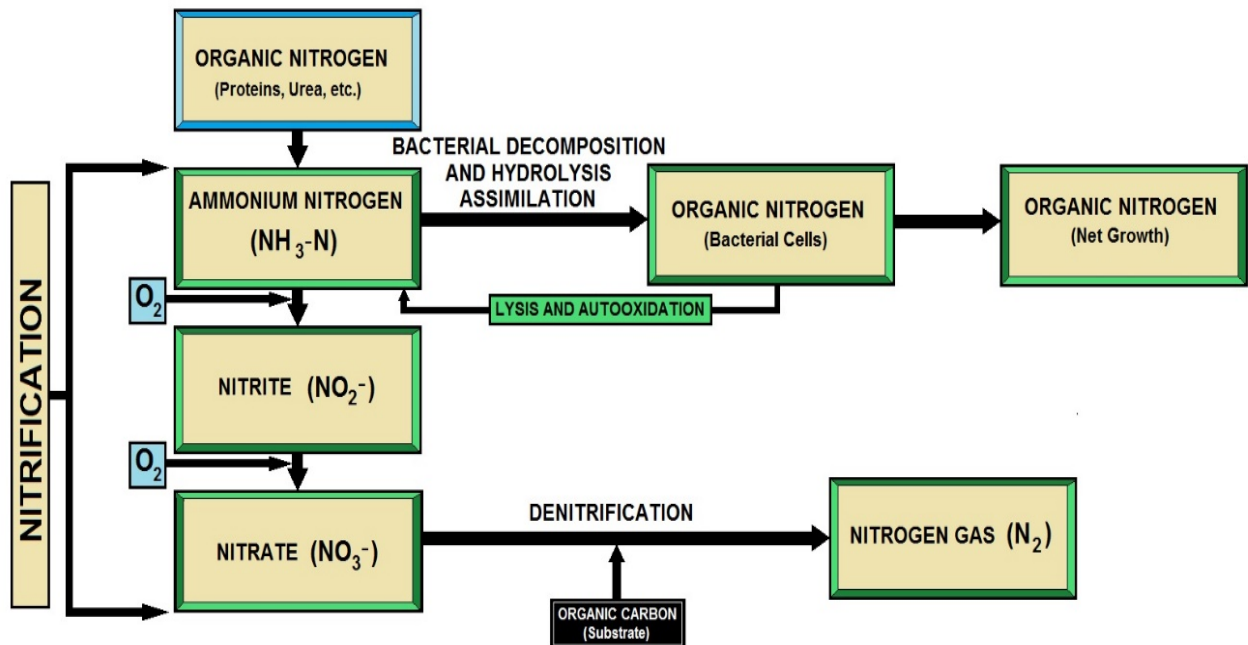 ORGANIC NITROGEN
(Proteins, Urea, etc.)
BACTERIAL DECOMPOSITION
AND HYDROLYSIS
ASSIMILATION
AMMONIUM NITROGEN
(NH₃-N)
ORGANIC NITROGEN
(Bacterial Cells)
ORGANIC NITROGEN
(Net Growth)
O₂
LYSIS AND AUTOOXIDATION
NITRIFICATION
NITRITE (NO₂⁻)
O₂
NITRATE (NO₃⁻)
DENITRIFICATION
NITROGEN GAS (N₂)
ORGANIC CARBON
(Substrate)